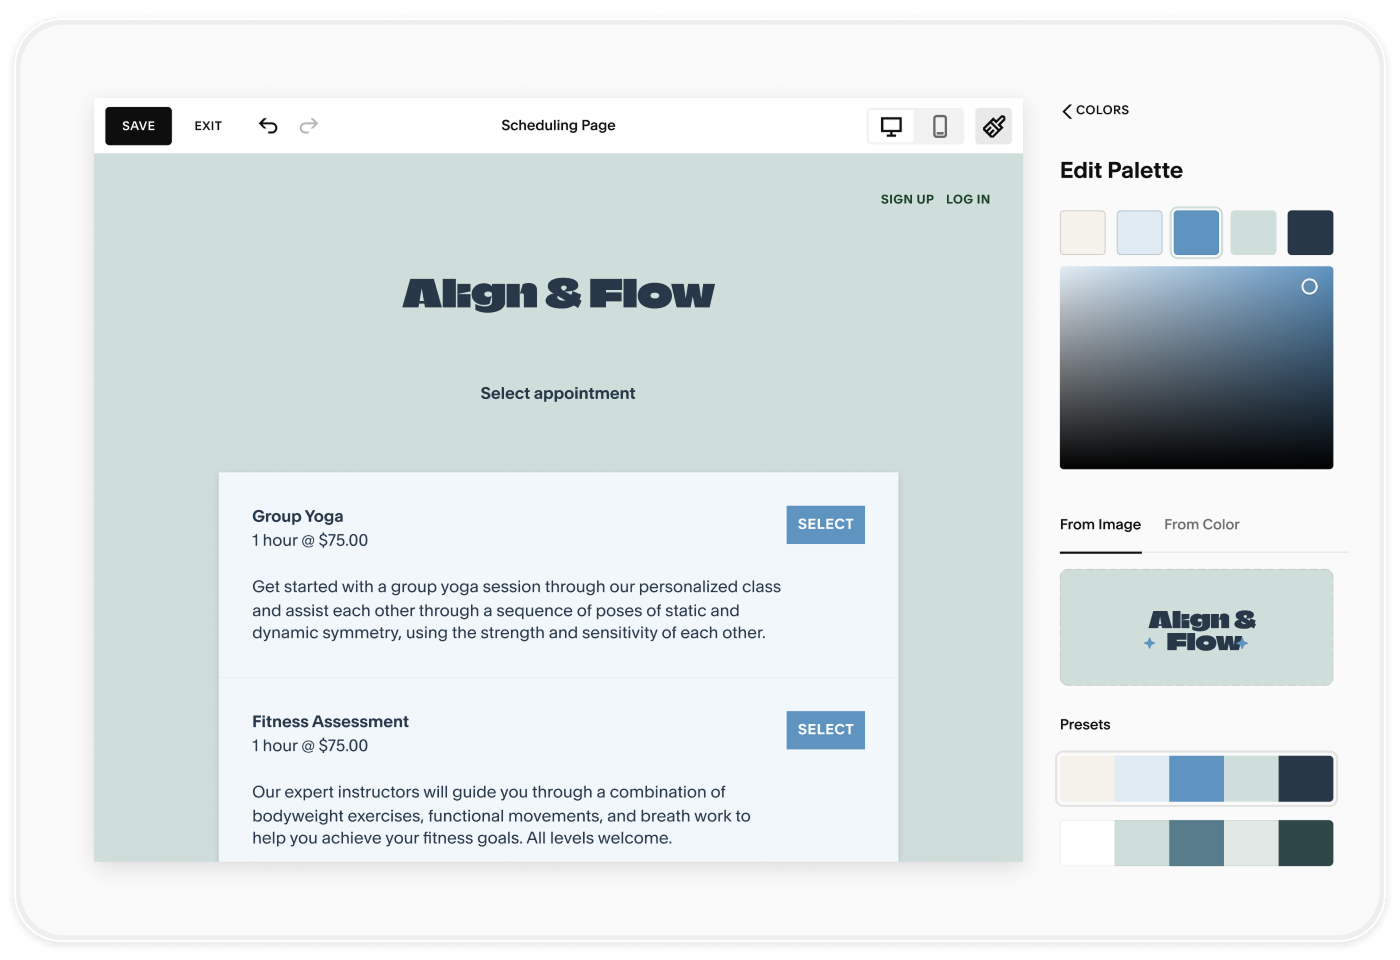 SAVE EXIT Scheduling Page
SIGN UP LOG IN
Align & Flow
Select appointment
Group Yoga
1 hour @ $75.00
SELECT
Get started with a group yoga session through our personalized class
and assist each other through a sequence of poses of static and
dynamic symmetry, using the strength and sensitivity of each other.
Fitness Assessment
1 hour @ $75.00
SELECT
Our expert instructors will guide you through a combination of
bodyweight exercises, functional movements, and breath work to
help you achieve your fitness goals. All levels welcome.
COLORS
Edit Palette
From Image From Color
Align &
Flow
Presets